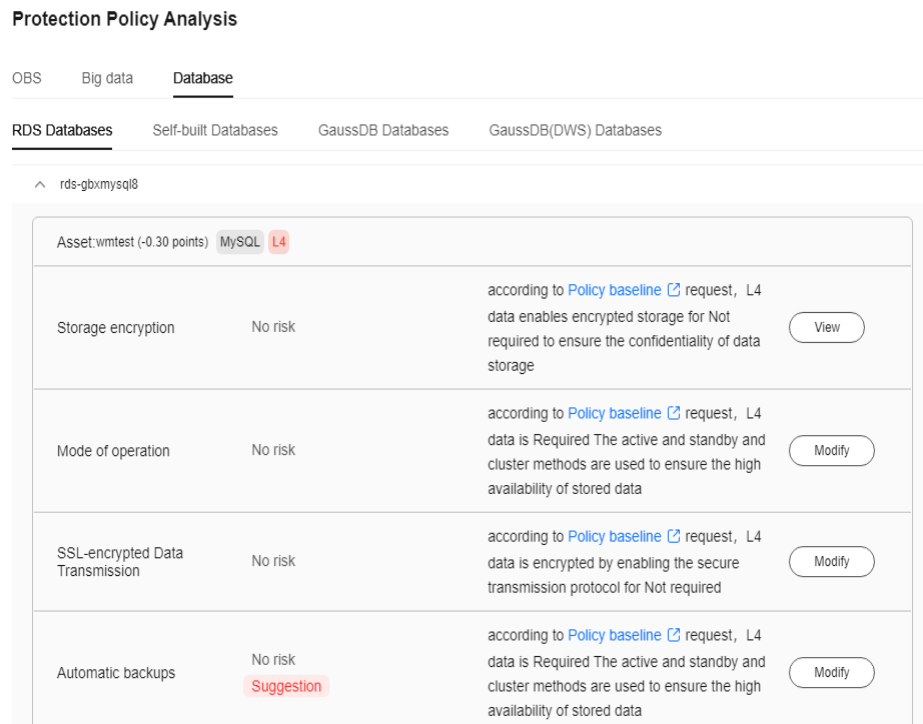 Protection Policy Analysis
OBS Big data Database
RDS Databases Self-built Databases GaussDB Databases GaussDB(DWS) Databases
rds-gbxmysql8
Asset:wmtest (-0.30 points) MySQL L4
Storage encryption
No risk
according to Policy baseline request, L4
data enables encrypted storage for Not
required to ensure the confidentiality of data
storage
View
Mode of operation
No risk
according to Policy baseline request, L4
data is Required The active and standby and
cluster methods are used to ensure the high
availability of stored data
Modify
SSL-encrypted Data
Transmission
No risk
according to Policy baseline request, L4
data is encrypted by enabling the secure
transmission protocol for Not required
Modify
Automatic backups
No risk
Suggestion
according to Policy baseline request, L4
data is Required The active and standby and
cluster methods are used to ensure the high
availability of stored data
Modify